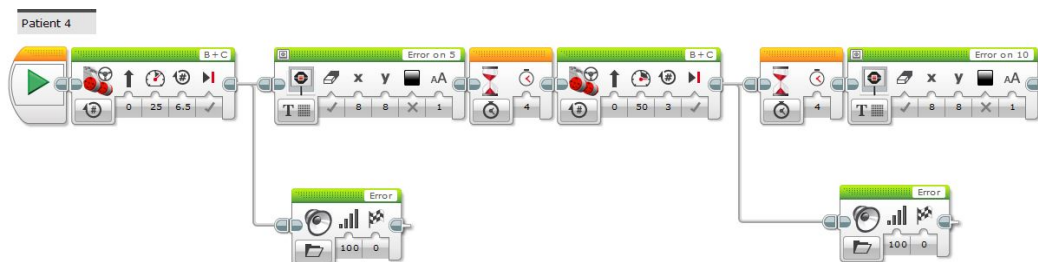 Patient 4
B+C
Error on 5
B+C
Error on 10
x y AA
x y AA
# # #
# #
0 25 6.5
8 8 1
4
0 50 3
4
8 8 1
#
T
#
T
Error
Error
100 0
100 0